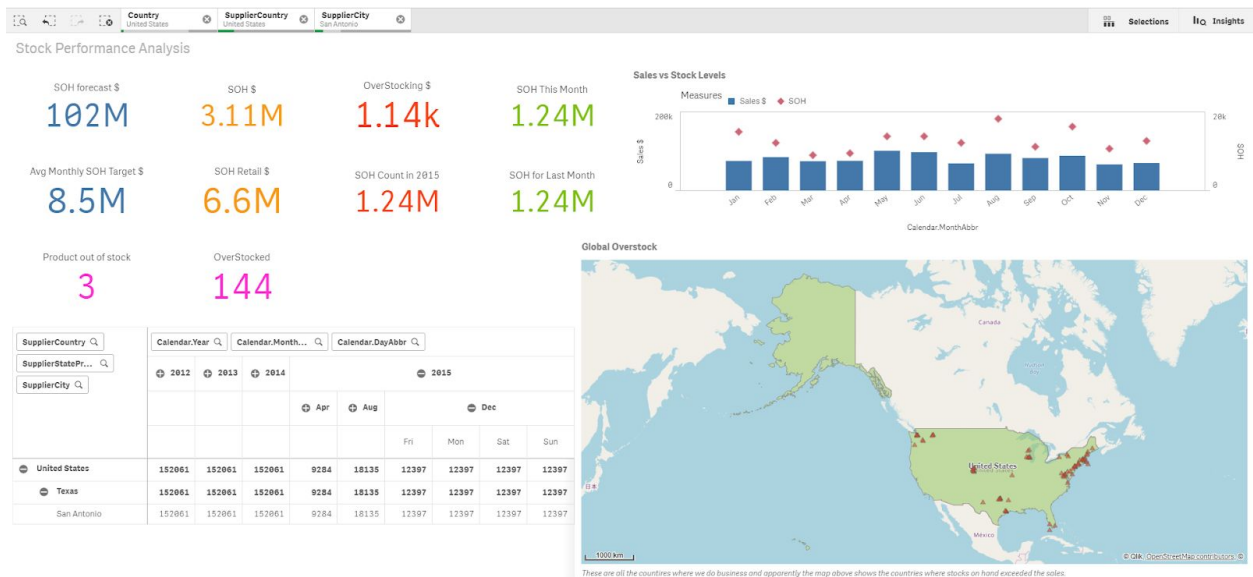 Country
United States
SupplierCountry
United States
SupplierCity
San Antonio
Selections
Insights
Stock Performance Analysis
SOH forecast $
102M
SOH $
3.11M
OverStocking $
1.14k
SOH This Month
1.24M
Avg Monthly SOH Target $
8.5M
SOH Retail $
6.6M
SOH Count in 2015
1.24M
SOH for Last Month
1.24M
Product out of stock
3
OverStocked
144
Sales vs Stock Levels
Measures Sales $ SOH
200k 20k
Sales $
SOH
0 0
Jan Feb Mar Apr May Jun Jul Aug Sep Oct Nov Dec
Calendar.MonthAbbr
SupplierCountry
SupplierStatePr...
SupplierCity
Calendar.Year Calendar.Month... Calendar.DayAbbr
2012 2013 2014 2015
Apr Aug Dec
Fri Mon Sat Sun
United States 152061 152061 152061 9284 18135 12397 12397 12397 12397
Texas 152061 152061 152061 9284 18135 12397 12397 12397 12397
San Antonio 152061 152061 152061 9284 18135 12397 12397 12397 12397
Global Overstock
Canada
Hudson Bay
United States
日本
Mexico
1000 km
© Qlik, OpenStreetMap contributors, ©
These are all the countires where we do business and apparently the map above shows the countries where stocks on hand exceeded the sales.